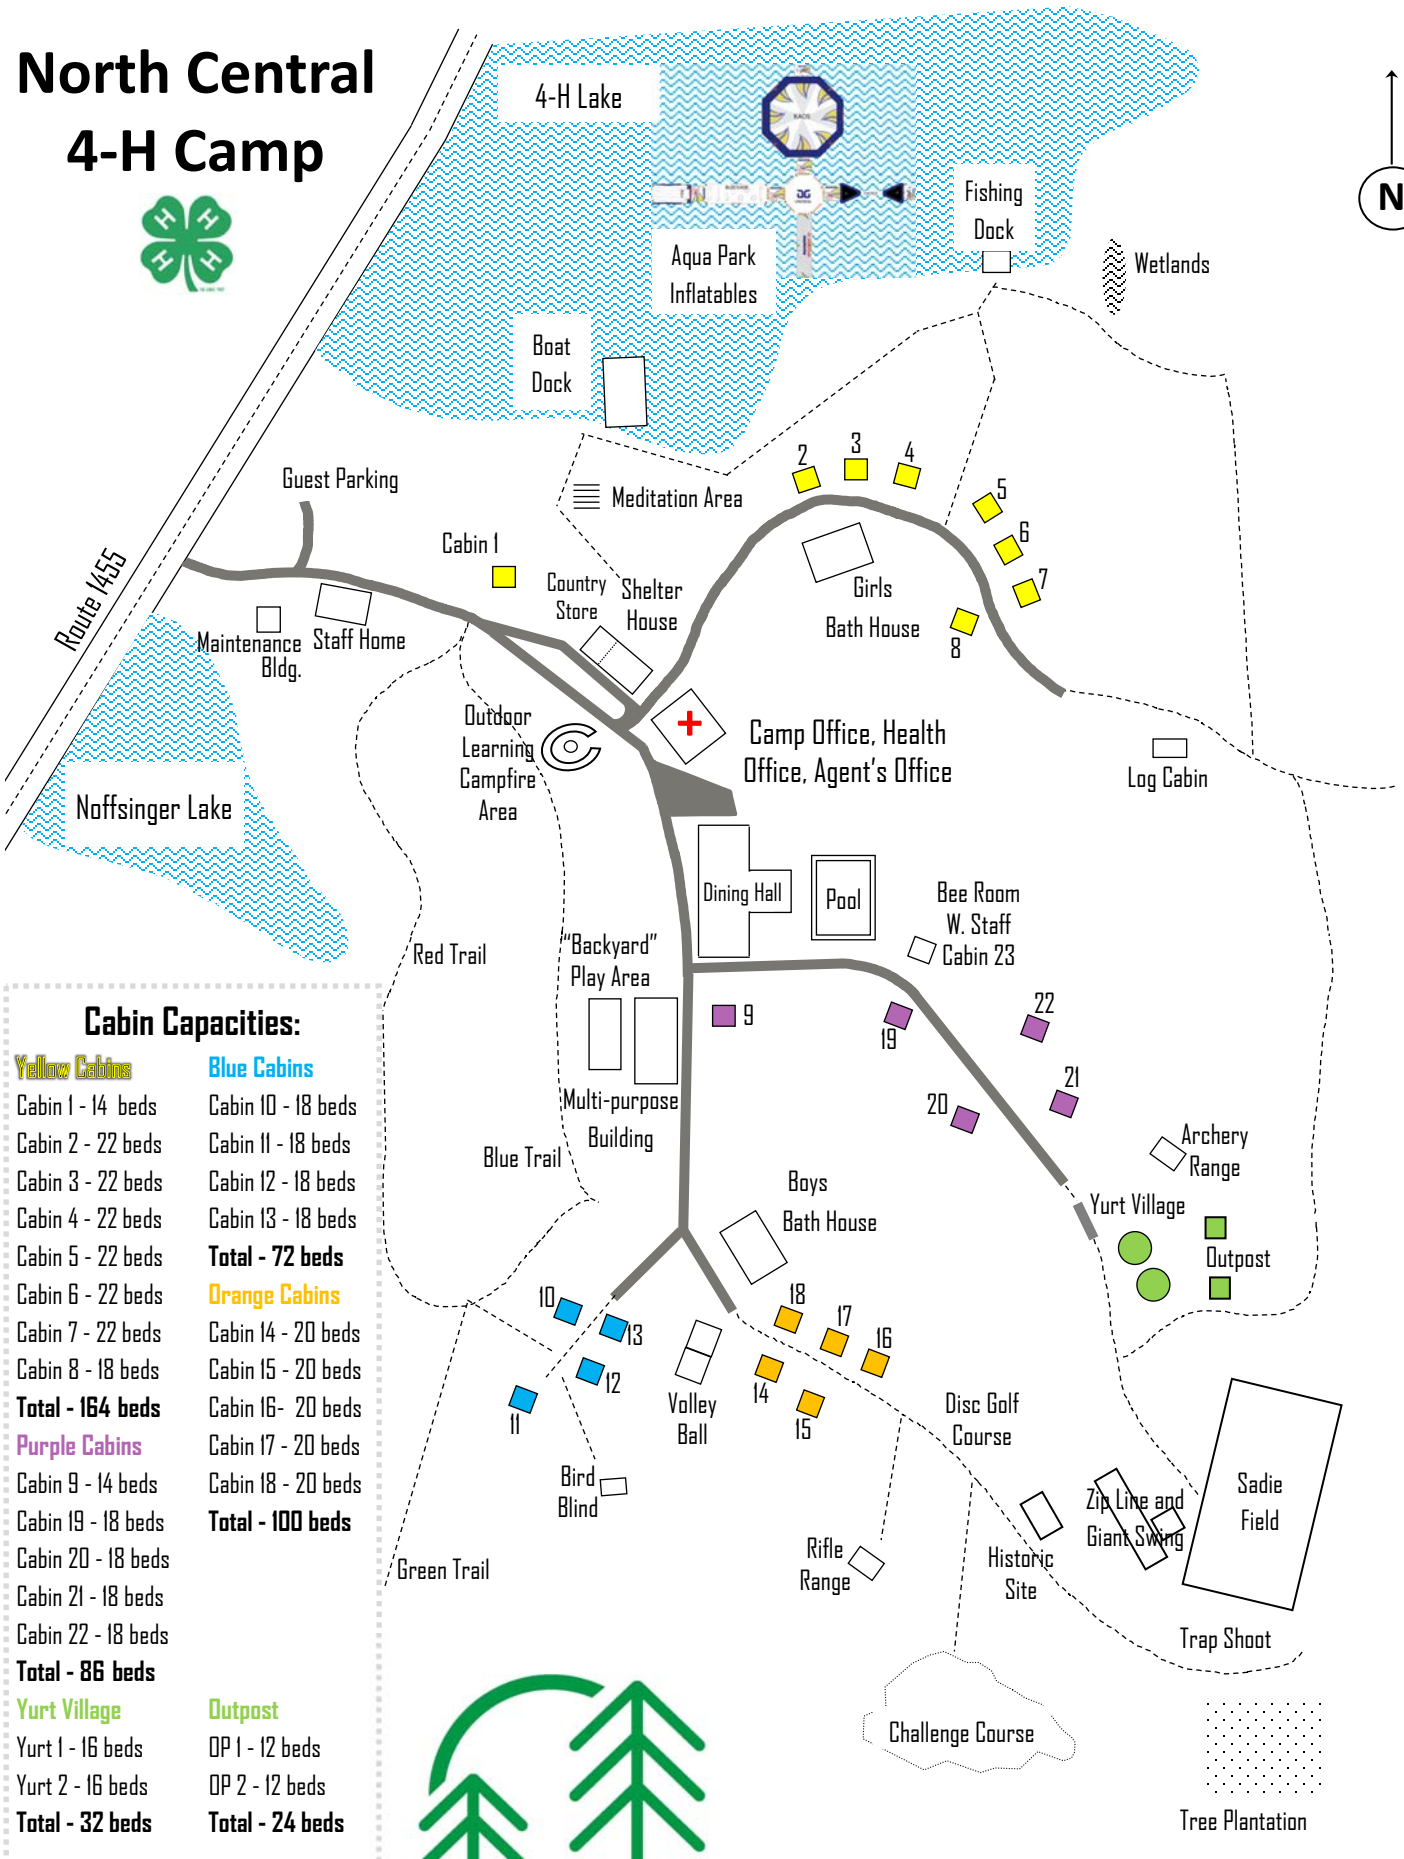 North Central
4-H Camp
H H
H H
4-H Lake
Aqua Park
Inflatables
Fishing
Dock
N
Wetlands
Boat
Dock
Guest Parking
Meditation Area
2
3
4
5
6
7
8
Cabin 1
Route 1455
Country
Store
Shelter
House
Girls
Bath House
Maintenance
Bldg.
Staff Home
Outdoor
Learning
Campfire
Area
Camp Office, Health
Office, Agent's Office
Log Cabin
Noffsinger Lake
Dining Hall
Pool
Bee Room
W. Staff
Cabin 23
Red Trail
"Backyard"
Play Area
9
19
22
21
20
Multi-purpose
Building
Blue Trail
Archery
Range
Yurt Village
Outpost
Boys
Bath House
10
13
12
11
18
17
16
14
15
Volley
Ball
Disc Golf
Course
Bird
Blind
Green Trail
Rifle
Range
Historic
Site
Zip Line and
Giant Swing
Sadie
Field
Trap Shoot
Challenge Course
Tree Plantation
Cabin Capacities:
Yellow Cabins
Cabin 1 - 14 beds
Cabin 2 - 22 beds
Cabin 3 - 22 beds
Cabin 4 - 22 beds
Cabin 5 - 22 beds
Cabin 6 - 22 beds
Cabin 7 - 22 beds
Cabin 8 - 18 beds
Total - 164 beds
Purple Cabins
Cabin 9 - 14 beds
Cabin 19 - 18 beds
Cabin 20 - 18 beds
Cabin 21 - 18 beds
Cabin 22 - 18 beds
Total - 86 beds
Yurt Village
Yurt 1 - 16 beds
Yurt 2 - 16 beds
Total - 32 beds
Blue Cabins
Cabin 10 - 18 beds
Cabin 11 - 18 beds
Cabin 12 - 18 beds
Cabin 13 - 18 beds
Total - 72 beds
Orange Cabins
Cabin 14 - 20 beds
Cabin 15 - 20 beds
Cabin 16- 20 beds
Cabin 17 - 20 beds
Cabin 18 - 20 beds
Total - 100 beds
Outpost
OP 1 - 12 beds
OP 2 - 12 beds
Total - 24 beds